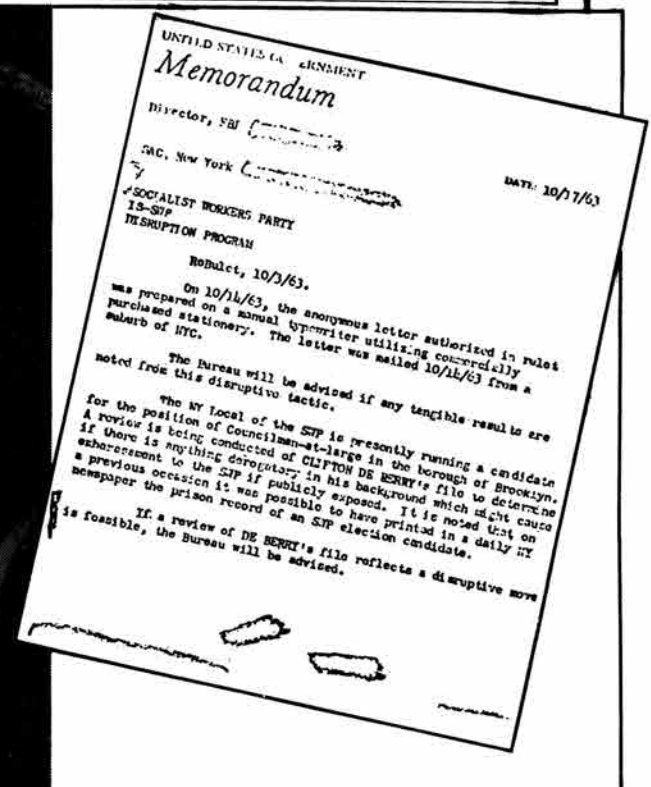 UNITED STATES GOVERNMENT
Memorandum
Director, FBI
SAC, New York
DATE: 10/17/63
SOCIALIST WORKERS PARTY
IS-SWP
DISRUPTION PROGRAM
ReBulet, 10/3/63.
On 10/14/63, the anonymous letter authorized in rulet
was prepared on a manual typewriter utilizing commercially
purchased stationery. The letter was mailed 10/14/63 from a
suburb of NYC.
The Bureau will be advised if any tangible results are
noted from this disruptive tactic.
The NY Local of the SWP is presently running a candidate
for the position of Councilman-at-large in the borough of Brooklyn.
A review is being conducted of CLIFTON DE BERRY's file to determine
if there is anything derogatory in his background which might cause
embarassment to the SWP if publicly exposed. It is noted that on
a previous occasion it was possible to have printed in a daily NY
newspaper the prison record of an SWP election candidate.
If a review of DE BERRY's file reflects a disruptive move
is feasible, the Bureau will be advised.